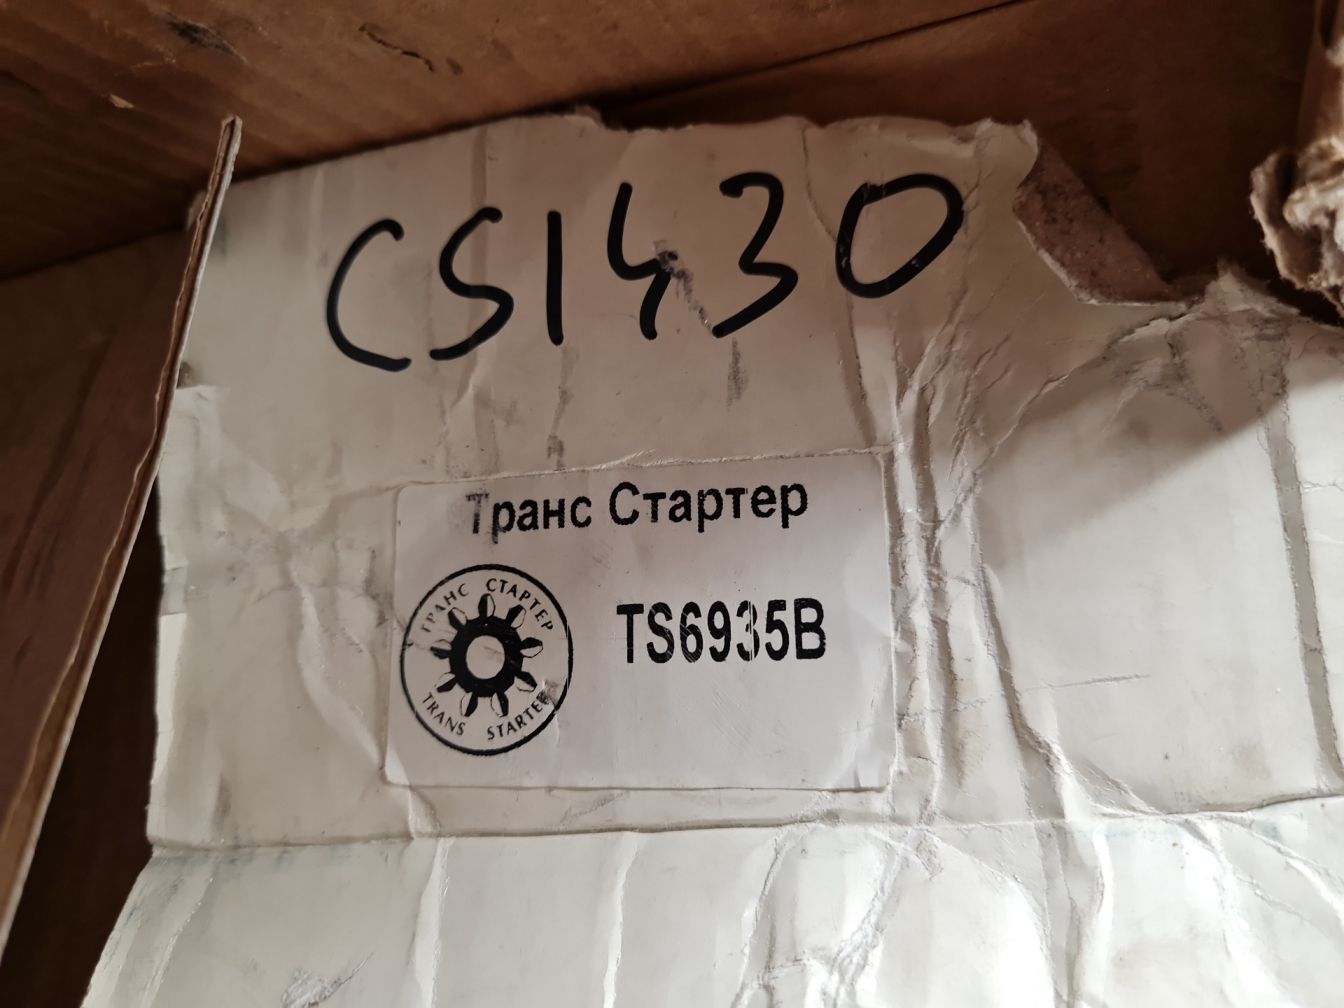 CS1430
Транс Стартер
ТРАНС СТАРТЕР
TS6935B
TRANS STARTER